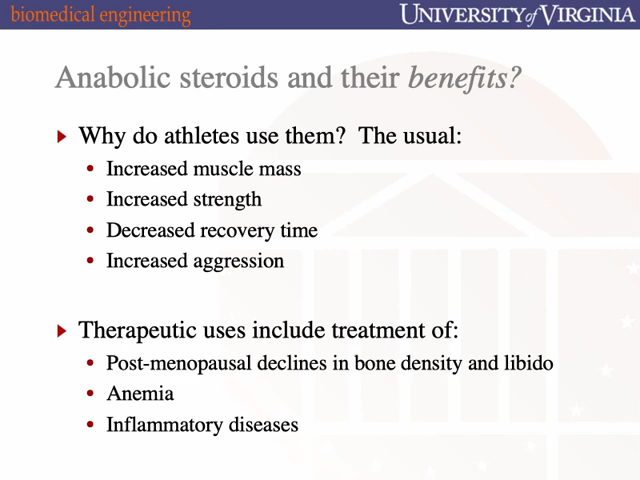 biomedical engineering
UNIVERSITY of VIRGINIA
Anabolic steroids and their benefits?
Why do athletes use them? The usual:
Increased muscle mass
Increased strength
Decreased recovery time
Increased aggression
Therapeutic uses include treatment of:
Post-menopausal declines in bone density and libido
Anemia
Inflammatory diseases